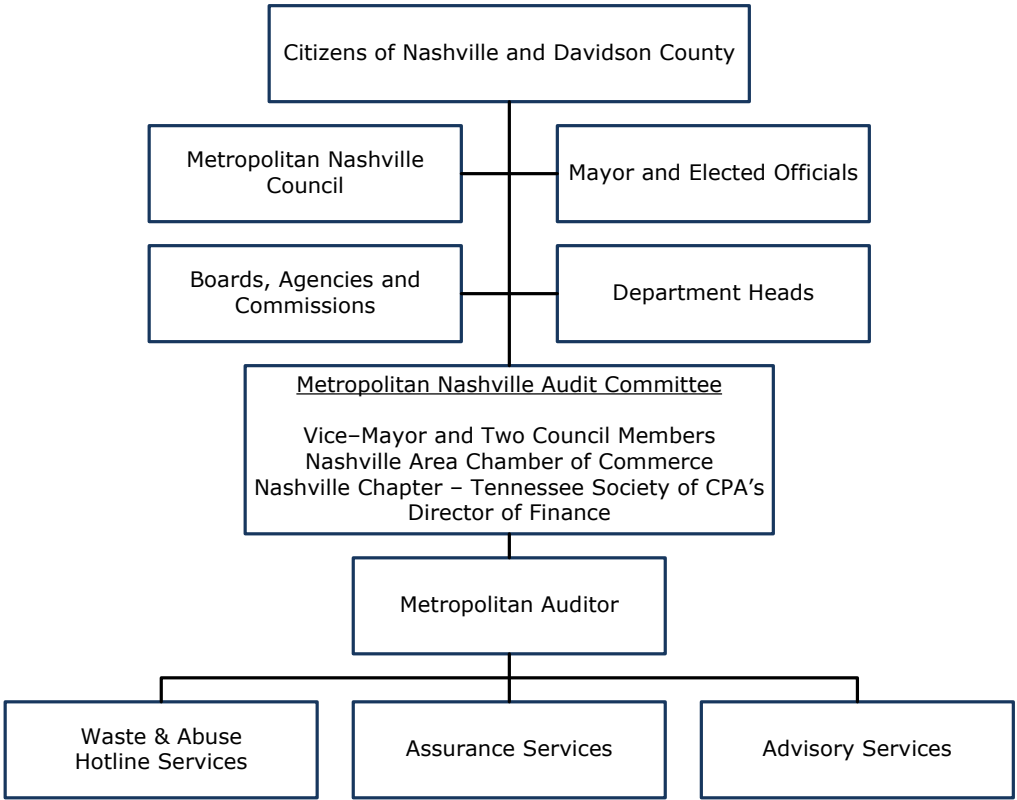 Citizens of Nashville and Davidson County
Metropolitan Nashville
Council
Mayor and Elected Officials
Boards, Agencies and
Commissions
Department Heads
Metropolitan Nashville Audit Committee
Vice–Mayor and Two Council Members
Nashville Area Chamber of Commerce
Nashville Chapter – Tennessee Society of CPA’s
Director of Finance
Metropolitan Auditor
Waste & Abuse
Hotline Services
Assurance Services
Advisory Services